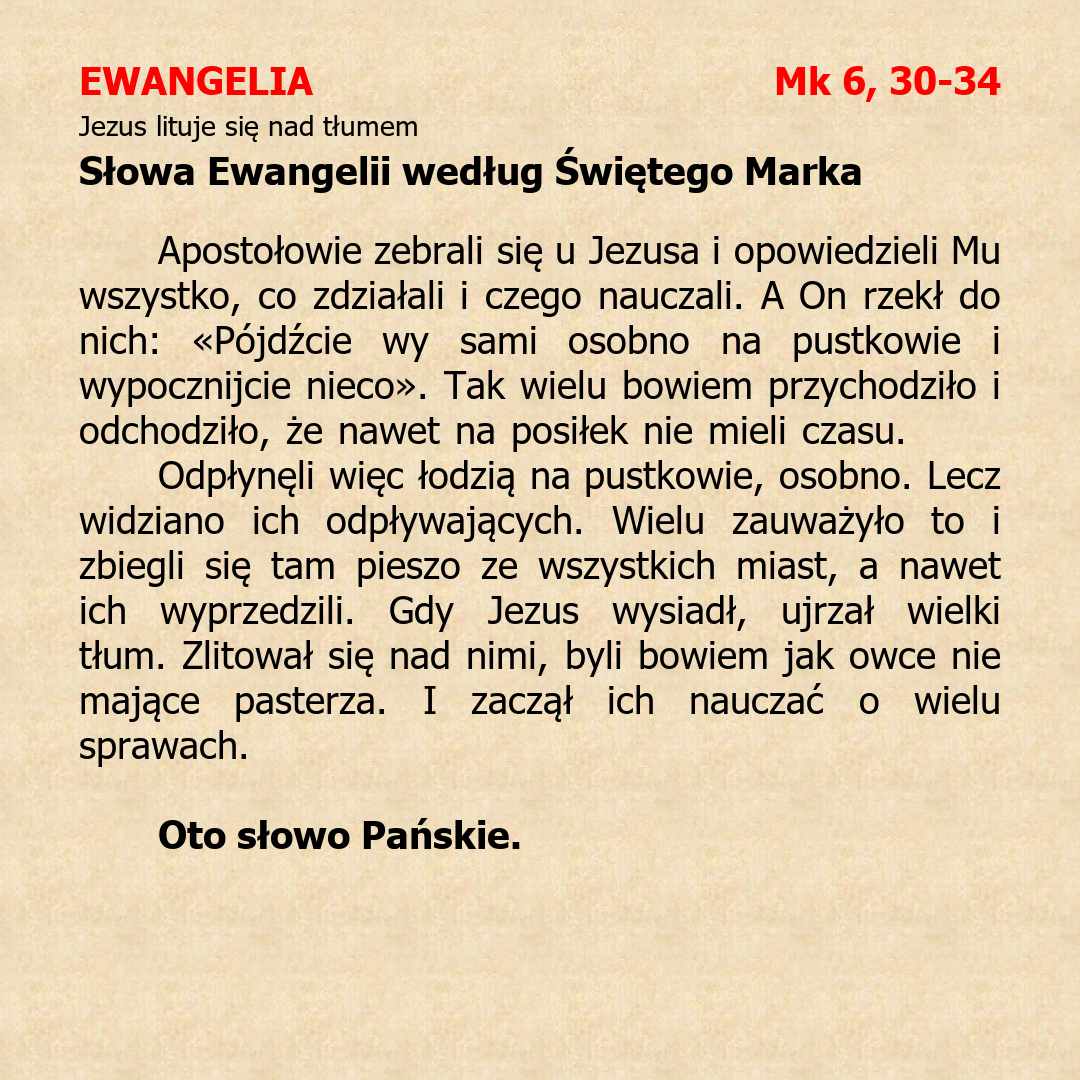 EWANGELIA Mk 6, 30-34
Jezus lituje się nad tłumem
Słowa Ewangelii według Świętego Marka
Apostołowie zebrali się u Jezusa i opowiedzieli Mu
wszystko, co zdziałali i czego nauczali. A On rzekł do
nich: «Pójdźcie wy sami osobno na pustkowie i
wypocznijcie nieco». Tak wielu bowiem przychodziło i
odchodziło, że nawet na posiłek nie mieli czasu.
Odpłynęli więc łodzią na pustkowie, osobno. Lecz
widziano ich odpływających. Wielu zauważyło to i
zbiegli się tam pieszo ze wszystkich miast, a nawet
ich wyprzedzili. Gdy Jezus wysiadł, ujrzał wielki
tłum. Zlitował się nad nimi, byli bowiem jak owce nie
mające pasterza. I zaczął ich nauczać o wielu
sprawach.
Oto słowo Pańskie.